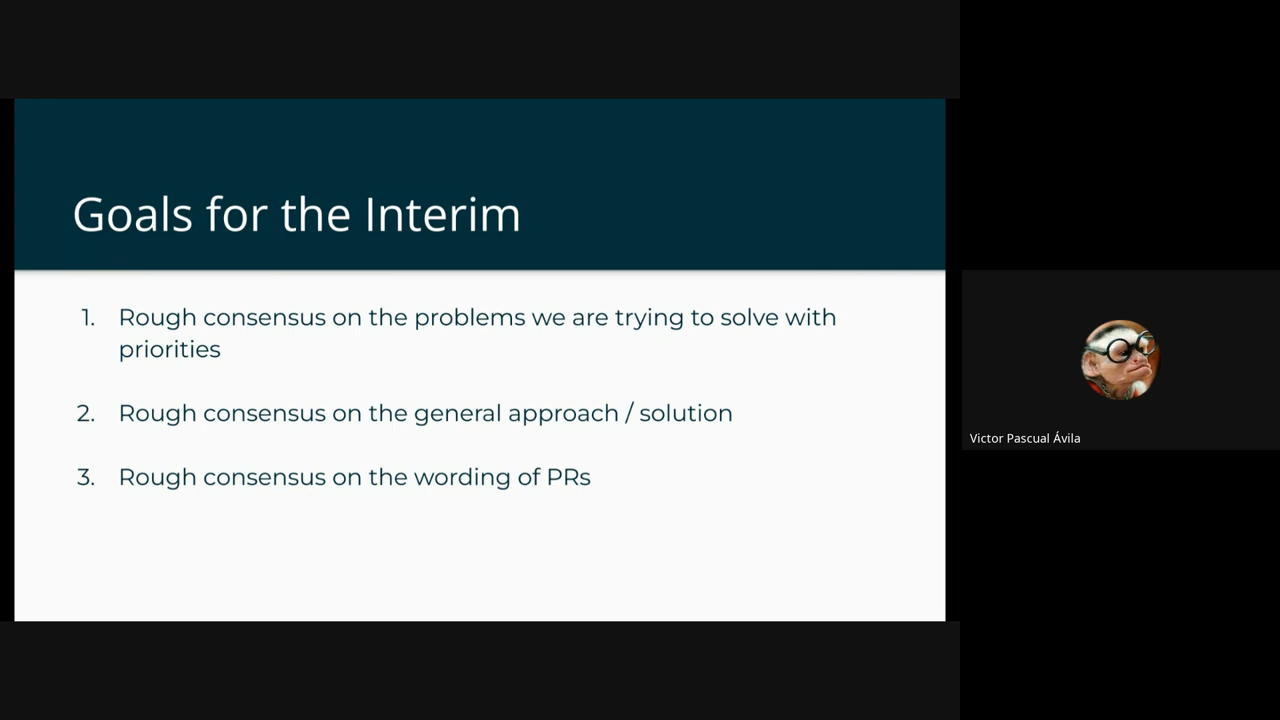 Goals for the Interim
1. Rough consensus on the problems we are trying to solve with
priorities
2. Rough consensus on the general approach / solution
3. Rough consensus on the wording of PRs
Victor Pascual Ávila